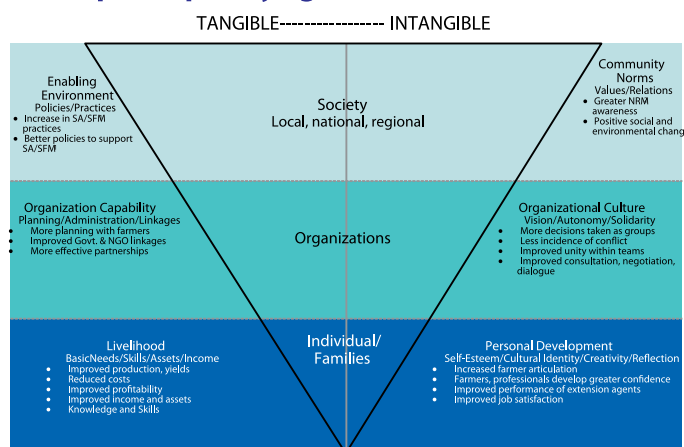 TANGIBLE----------------- INTANGIBLE
Enabling
Environment
Policies/Practices
• Increase in SA/SFM
practices
• Better policies to support
SA/SFM
Society
Local, national, regional
Community
Norms
Values/Relations
• Greater NRM
awareness
• Positive social and
environmental chang
Organization Capability
Planning/Administration/Linkages
• More planning with farmers
• Improved Govt. & NGO linkages
• More effective partnerships
Organizations
Organizational Culture
Vision/Autonomy/Solidarity
• More decisions taken as groups
• Less incidence of conflict
• Improved unity within teams
• Improved consultation, negotiation,
dialogue
Livelihood
BasicNeeds/Skills/Assets/Income
• Improved production, yields
• Reduced costs
• Improved profitability
• Improved income and assets
• Knowledge and Skills
Individual/
Families
Personal Development
Self-Esteem/Cultural Identity/Creativity/Reflection
• Increased farmer articulation
• Farmers, professionals develop greater confidence
• Improved performance of extension agents
• Improved job satisfaction